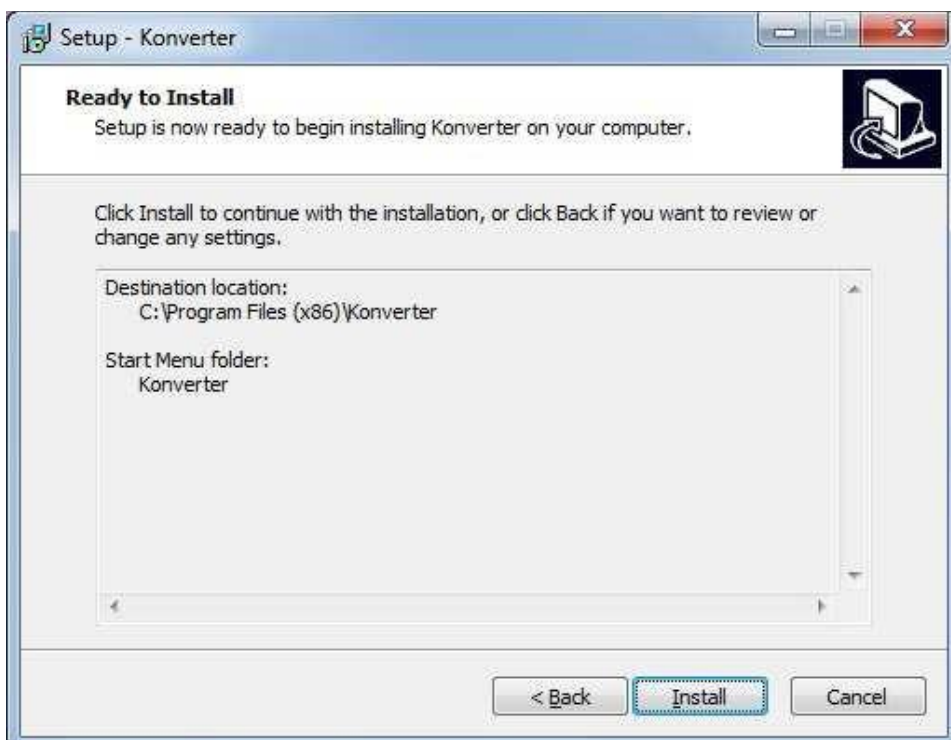 Setup - Konverter
Ready to Install
Setup is now ready to begin installing Konverter on your computer.
Click Install to continue with the installation, or click Back if you want to review or
change any settings.
Destination location:
C:\Program Files (x86)\Konverter
Start Menu folder:
Konverter
< Back Install Cancel